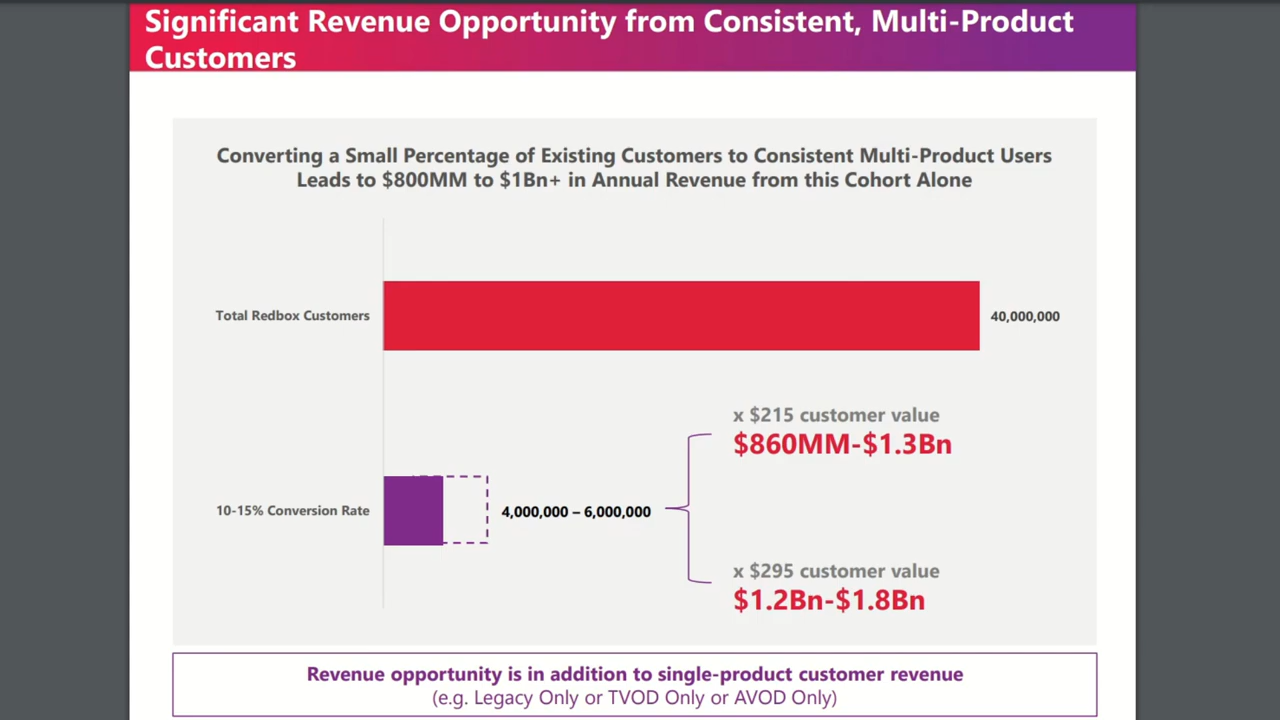 Significant Revenue Opportunity from Consistent, Multi-Product
Customers
Converting a Small Percentage of Existing Customers to Consistent Multi-Product Users
Leads to $800MM to $1Bn+ in Annual Revenue from this Cohort Alone
Total Redbox Customers
40,000,000
x $215 customer value
$860MM-$1.3Bn
10-15% Conversion Rate
4,000,000 – 6,000,000
x $295 customer value
$1.2Bn-$1.8Bn
Revenue opportunity is in addition to single-product customer revenue
(e.g. Legacy Only or TVOD Only or AVOD Only)